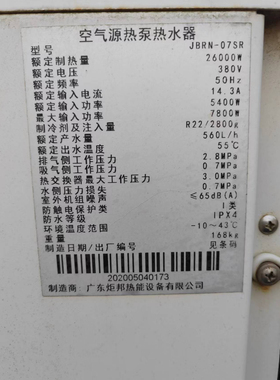 空气源热泵热水器
型号 JBRN-07SR
额定制热量 26000W
额定电压 380V
额定频率 50Hz
额定输入电流 14.3A
额定输入功率 5400W
最大输入功率 7800W
制冷剂及注入量 R22/2800g
额定产水量 560L/h
额定出水温度 55℃
排气侧工作压力 2.8MPa
吸气侧工作压力 0.7MPa
热交换器最大工作压力 3.0MPa
水侧压力损失 0.7MPa
室外机组噪声 ≤65dB(A)
防触电保护类 I类
防水等级 IPX4
环境温度范围 -10~43℃
重量 168kg
制造日期/出厂编号 见条码
202005040173
制造商：广东炬邦热能设备有限公司